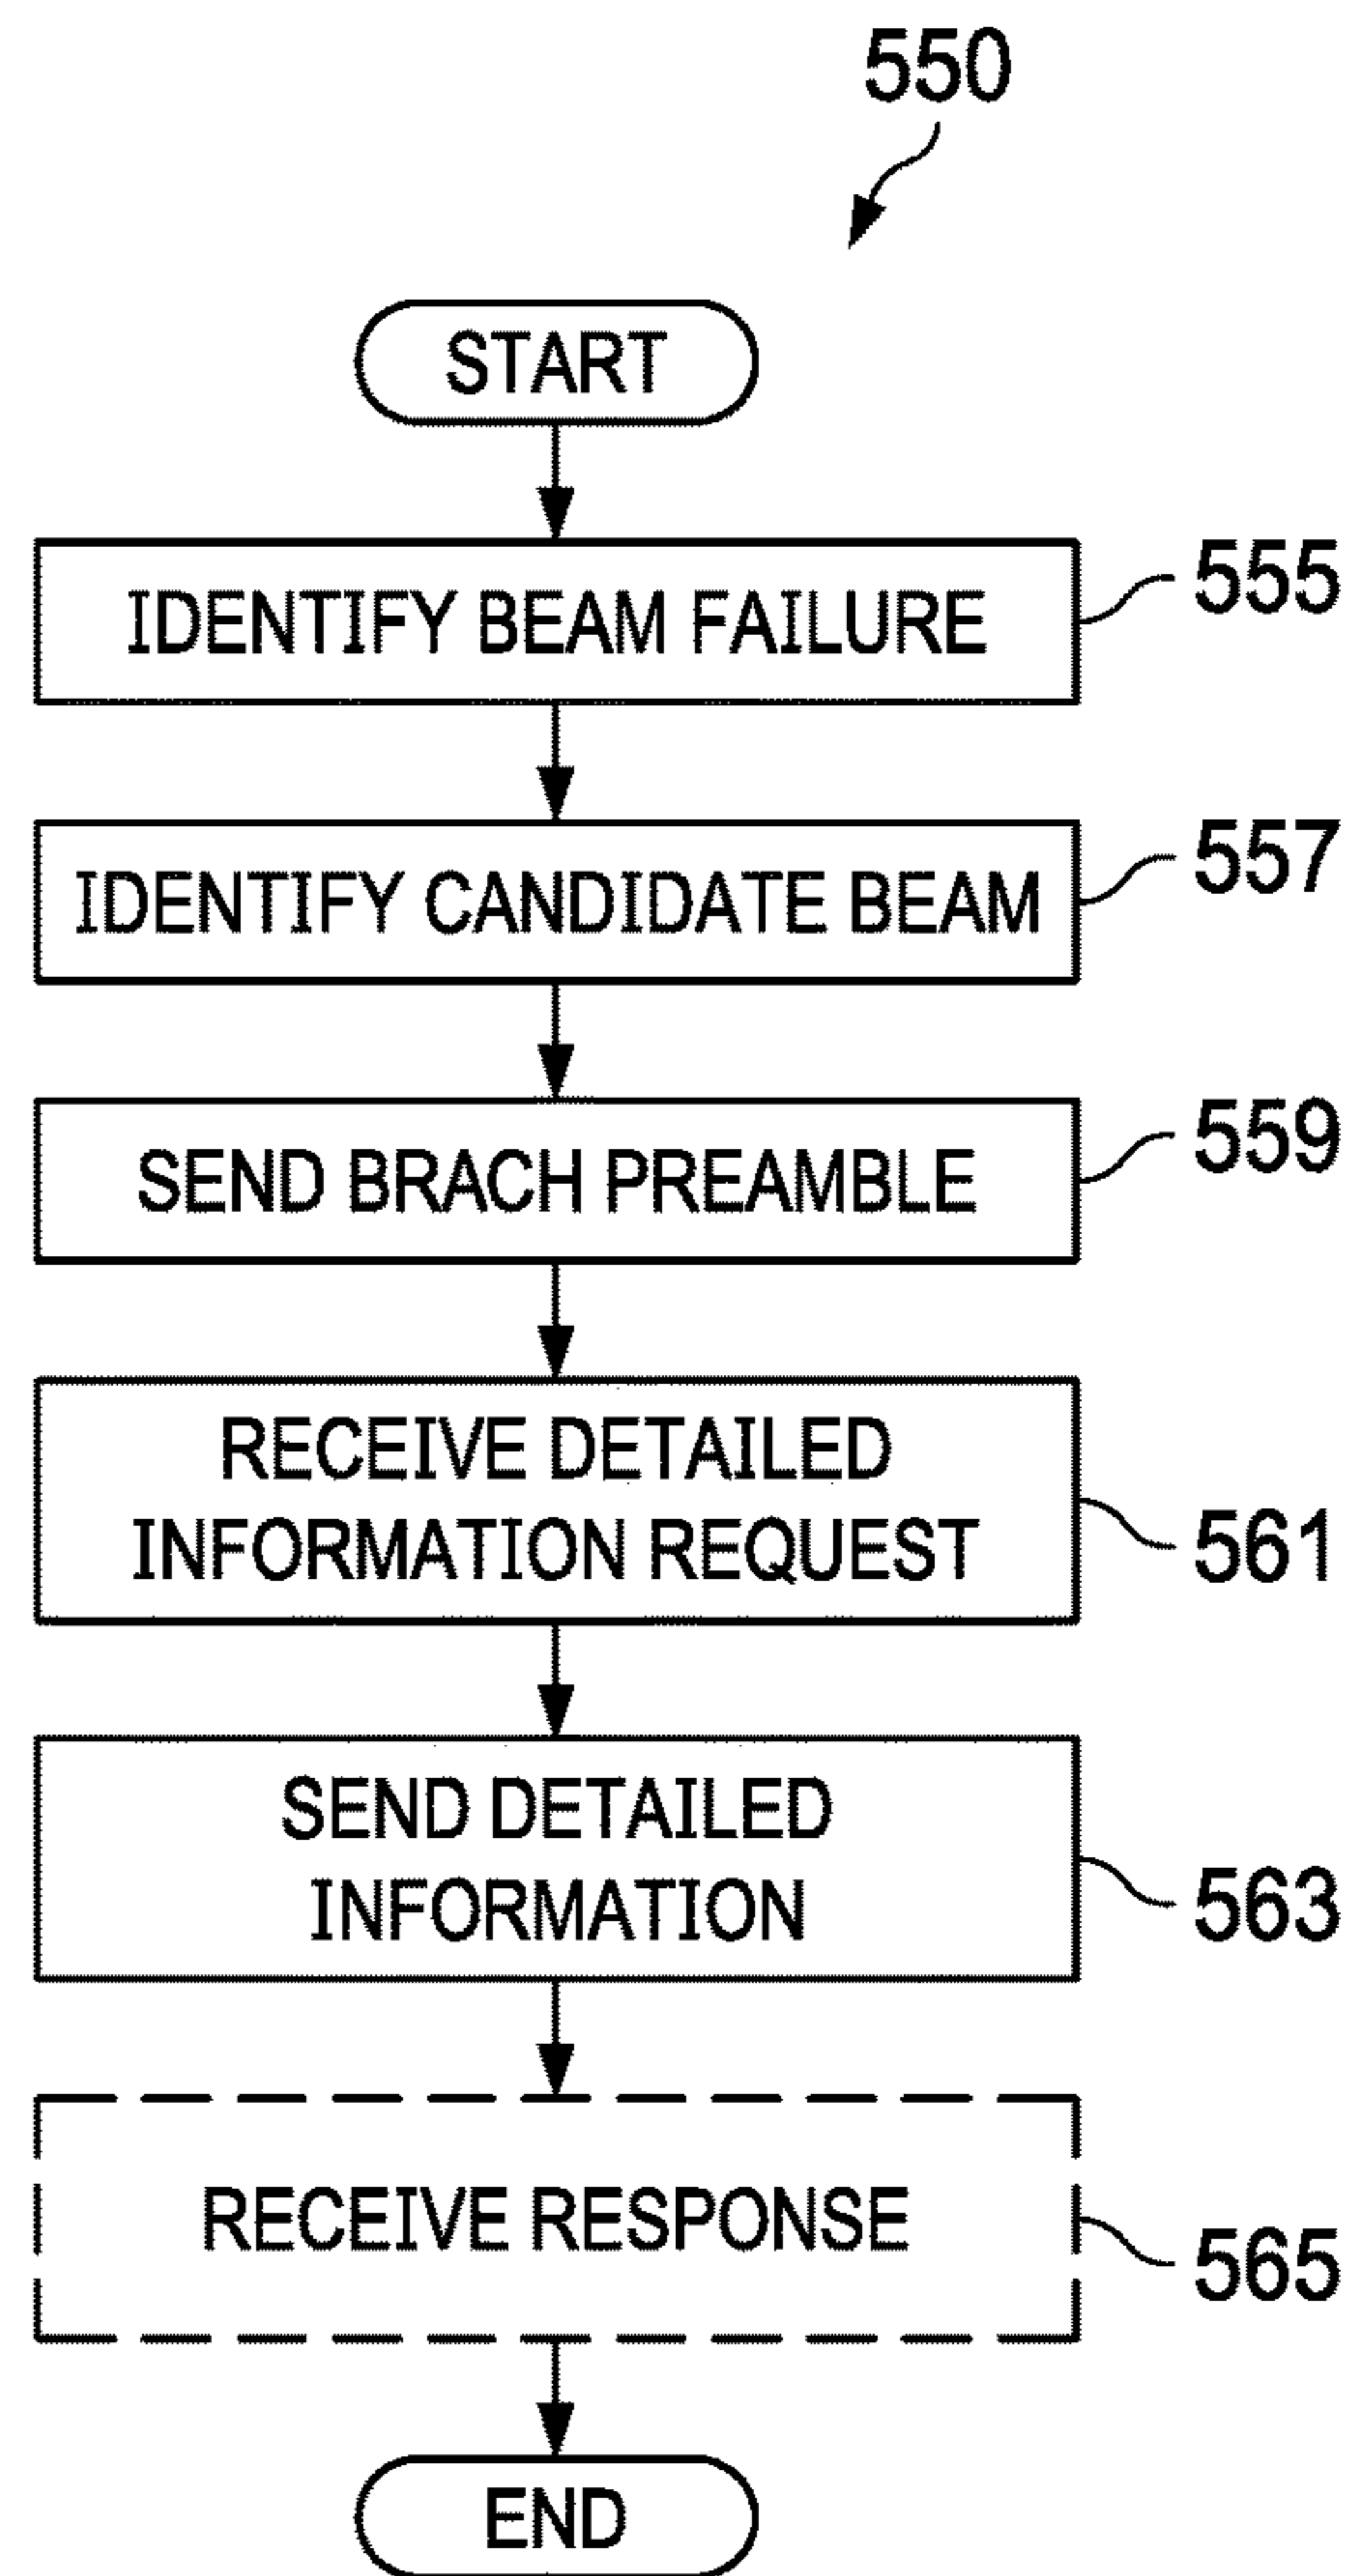 550
START
IDENTIFY BEAM FAILURE
555
IDENTIFY CANDIDATE BEAM
557
SEND BRACH PREAMBLE
559
RECEIVE DETAILED
INFORMATION REQUEST
561
SEND DETAILED
INFORMATION
563
RECEIVE RESPONSE
565
END